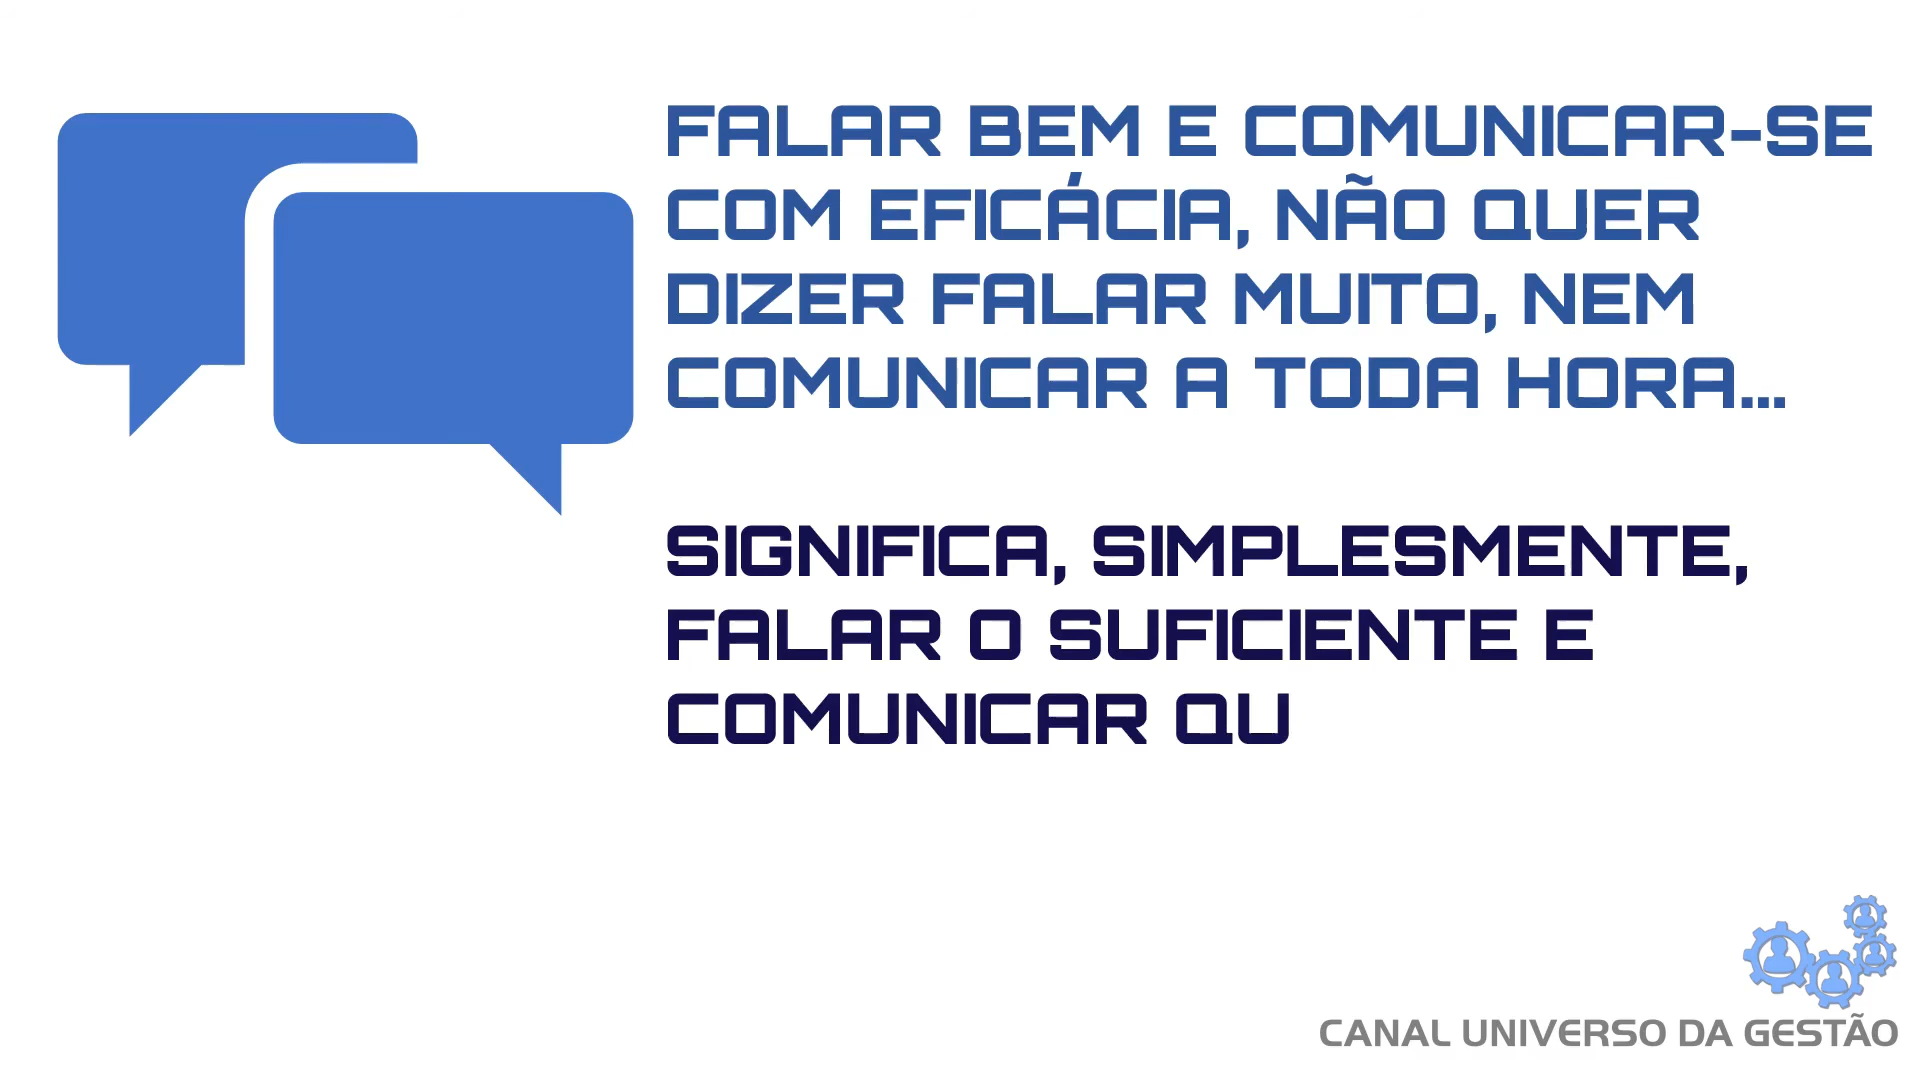 FALAR BEM E COMUNICAR-SE
COM EFICÁCIA, NÃO QUER
DIZER FALAR MUITO, NEM
COMUNICAR A TODA HORA...
SIGNIFICA, SIMPLESMENTE,
FALAR O SUFICIENTE E
COMUNICAR QU
CANAL UNIVERSO DA GESTÃO